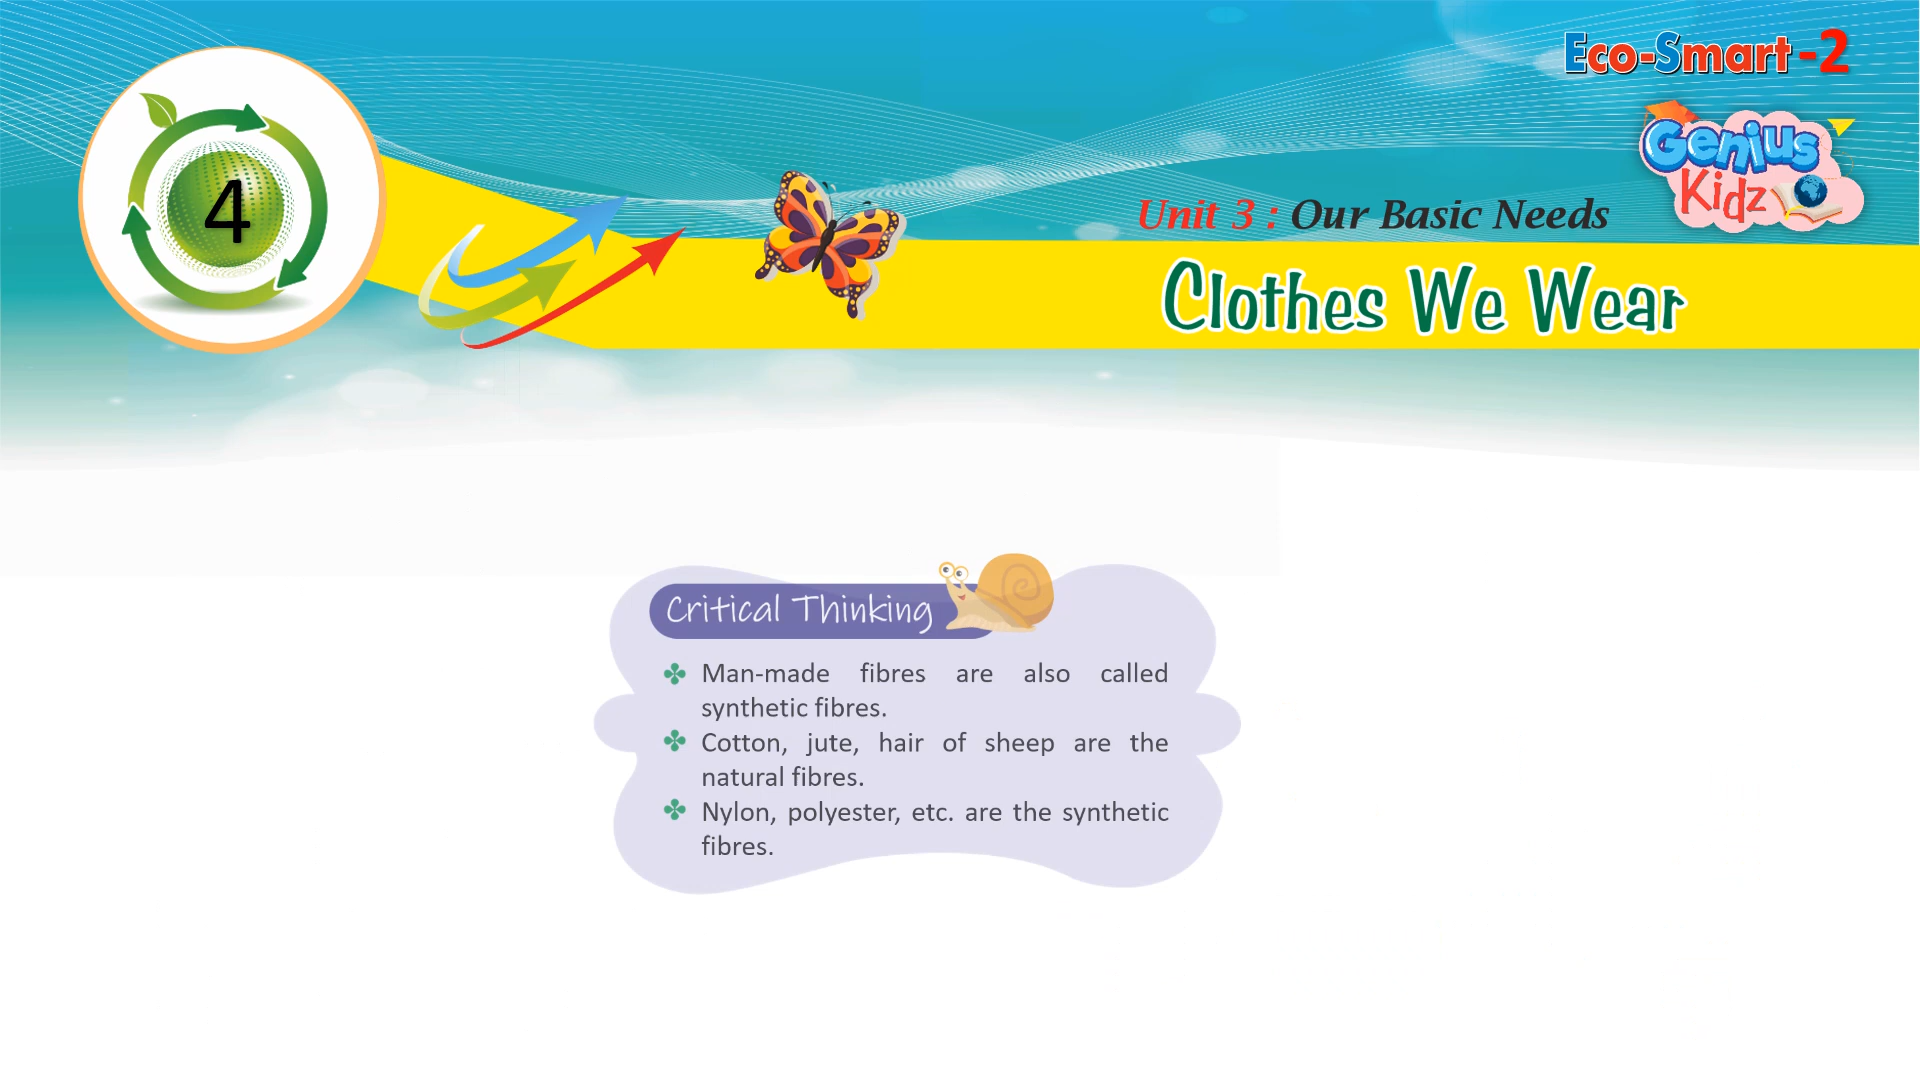 Eco-Smart -2
Genius
Kidz
4
Unit 3 : Our Basic Needs
Clothes We Wear
Critical Thinking
Man-made fibres are also called
synthetic fibres.
Cotton, jute, hair of sheep are the
natural fibres.
Nylon, polyester, etc. are the synthetic
fibres.